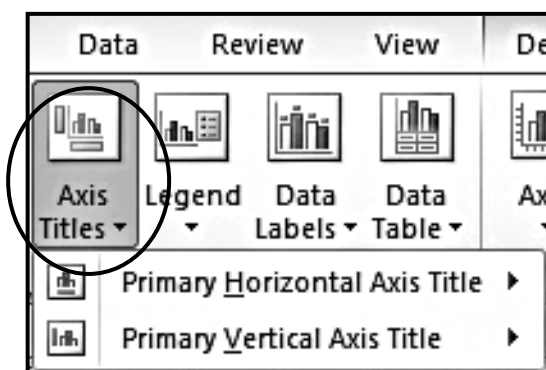 Data Review View De
Axis Legend Data Data Ax
Titles Labels Table
Primary Horizontal Axis Title
Primary Vertical Axis Title